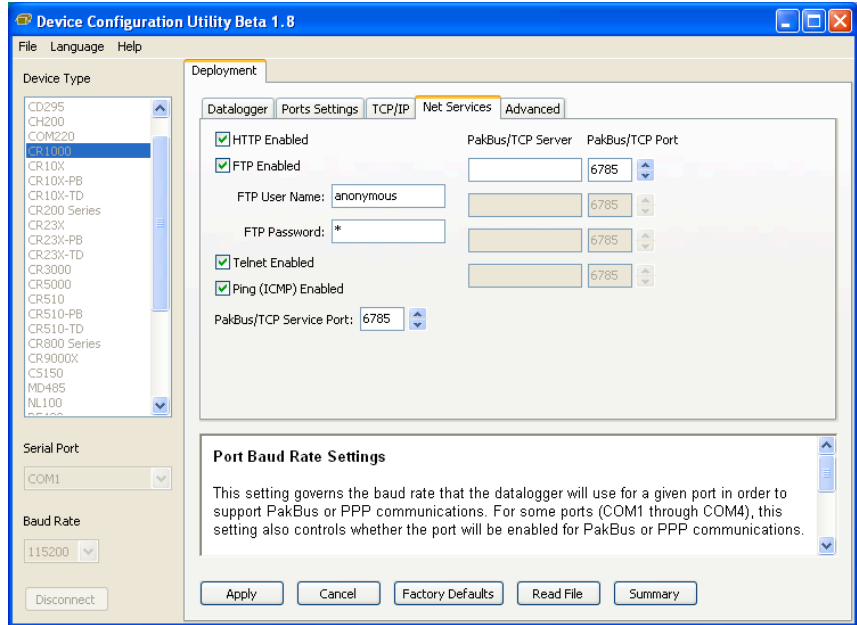 Device Configuration Utility Beta 1.8
File Language Help
Device Type
CD295
CH200
COM220
CR1000
CR10X
CR10X-PB
CR10X-TD
CR200 Series
CR23X
CR23X-PB
CR23X-TD
CR3000
CR5000
CR510
CR510-PB
CR510-TD
CR800 Series
CR9000X
CS150
MD485
NL100
Serial Port
COM1
Baud Rate
115200
Disconnect
Deployment
Datalogger Ports Settings TCP/IP Net Services Advanced
HTTP Enabled
FTP Enabled
FTP User Name: anonymous
FTP Password: *
Telnet Enabled
Ping (ICMP) Enabled
PakBus/TCP Service Port: 6785
PakBus/TCP Server PakBus/TCP Port
6785
6785
6785
6785
Port Baud Rate Settings
This setting governs the baud rate that the datalogger will use for a given port in order to
support PakBus or PPP communications. For some ports (COM1 through COM4), this
setting also controls whether the port will be enabled for PakBus or PPP communications.
Apply Cancel Factory Defaults Read File Summary